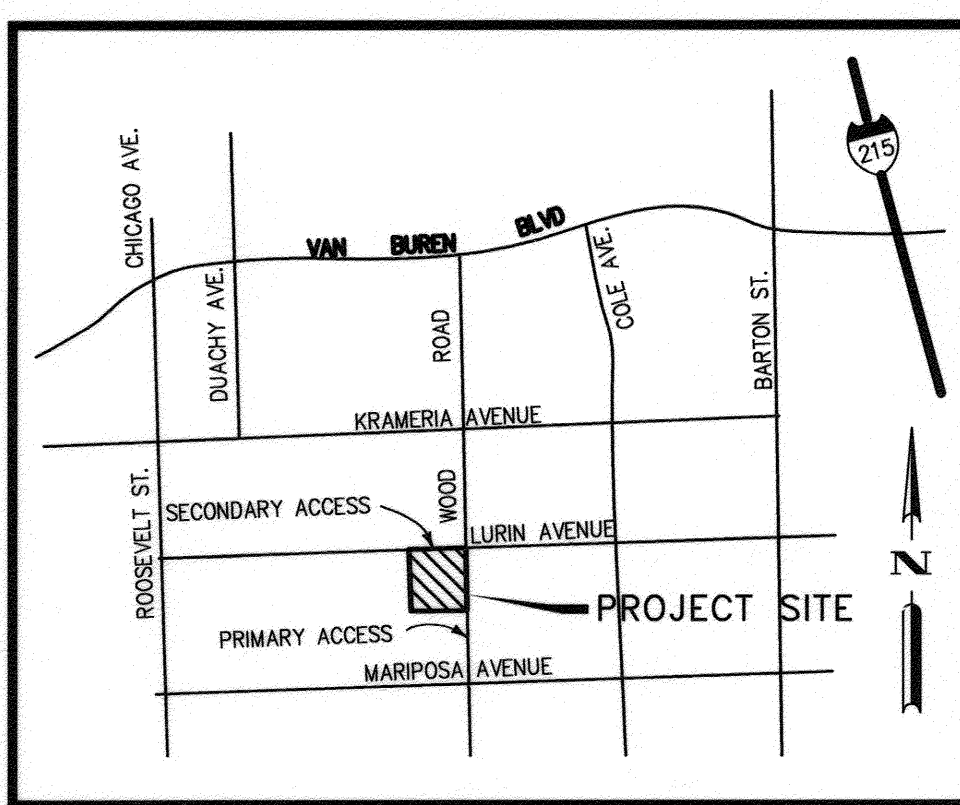 CHICAGO AVE.
215
VAN BUREN BLVD
DUACHY AVE.
ROAD
COLE AVE.
BARTON ST.
KRAMERIA AVENUE
ROOSEVELT ST.
WOOD
SECONDARY ACCESS
LURIN AVENUE
N
PROJECT SITE
PRIMARY ACCESS
MARIPOSA AVENUE